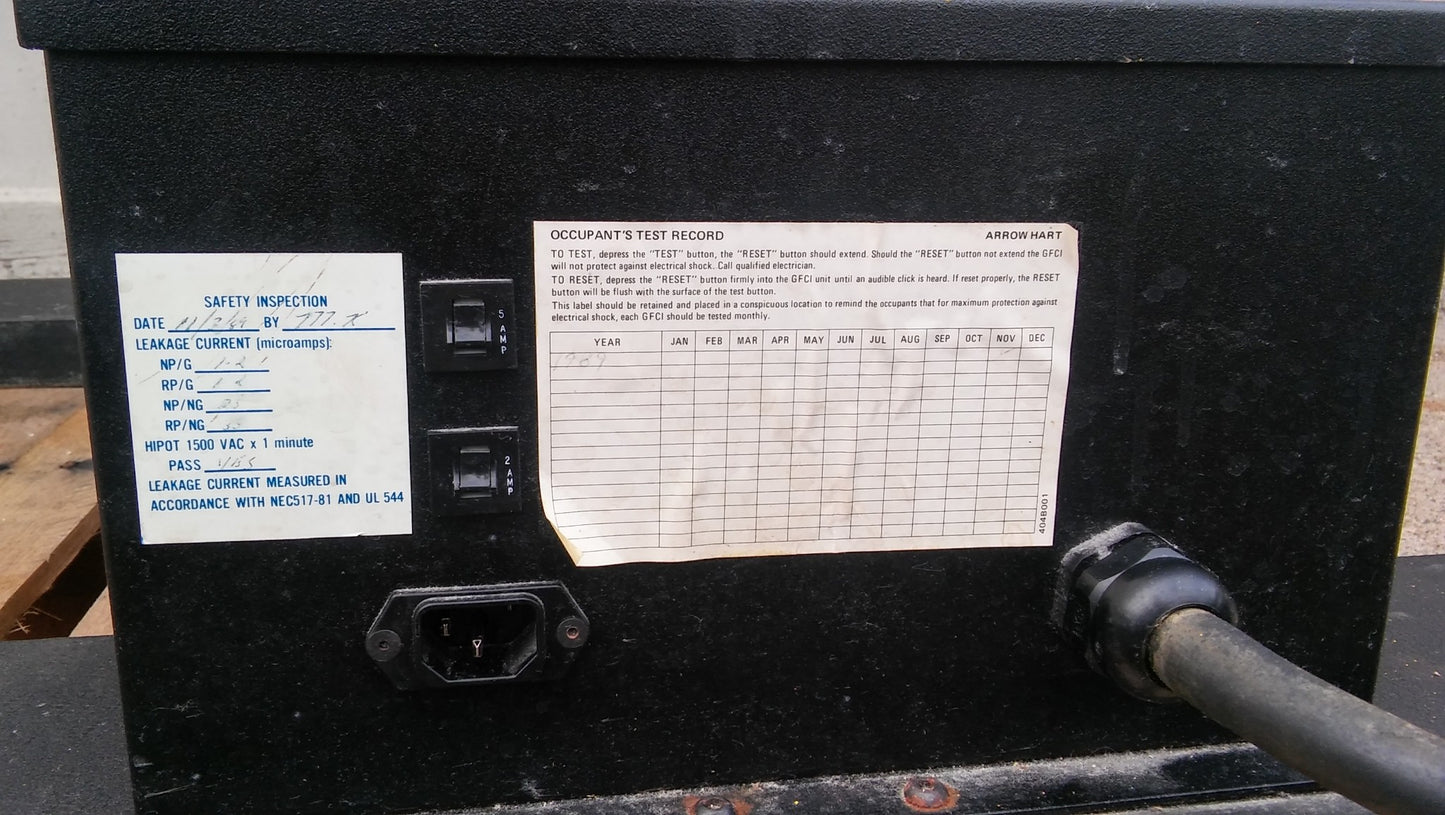 SAFETY INSPECTION
DATE BY
LEAKAGE CURRENT (microamps):
NP/G
RP/G
NP/NG
RP/NG
HIPOT 1500 VAC x 1 minute
PASS YES
LEAKAGE CURRENT MEASURED IN
ACCORDANCE WITH NEC517-81 AND UL 544
5 AMP
2 AMP
OCCUPANT'S TEST RECORD ARROW HART
TO TEST, depress the "TEST" button, the "RESET" button should extend. Should the "RESET" button not extend the GFCI
will not protect against electrical shock. Call qualified electrician.
TO RESET, depress the "RESET" button firmly into the GFCI unit until an audible click is heard. If reset properly, the RESET
button will be flush with the surface of the test button.
This label should be retained and placed in a conspicuous location to remind the occupants that for maximum protection against
electrical shock, each GFCI should be tested monthly.
YEAR JAN FEB MAR APR MAY JUN JUL AUG SEP OCT NOV DEC
1989
404B001